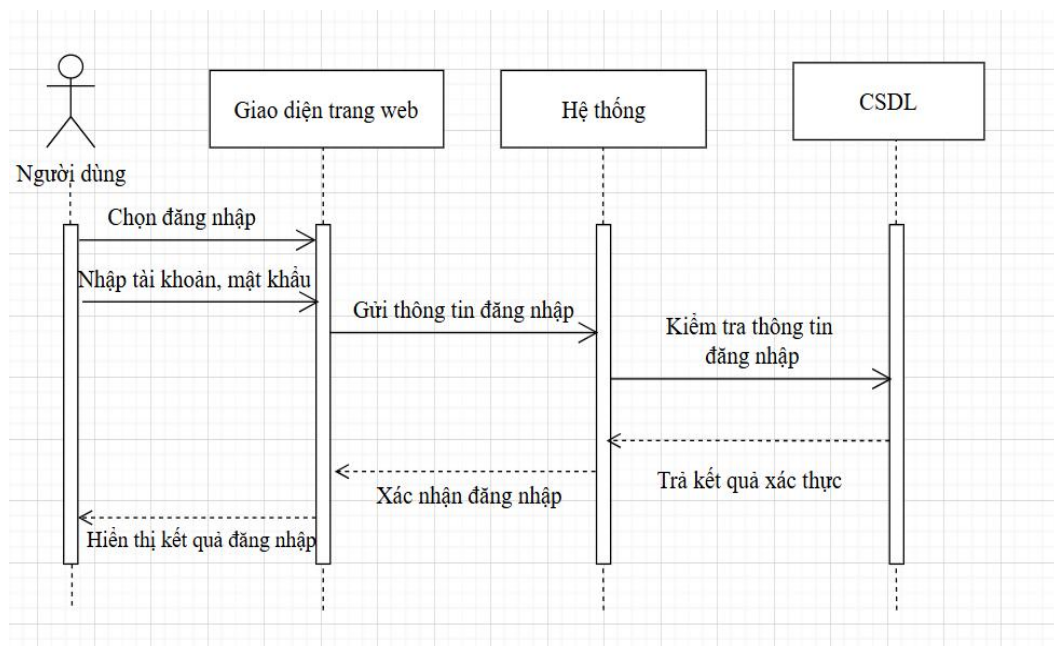 Giao diện trang web
Hệ thống
CSDL
Người dùng
Chọn đăng nhập
Nhập tài khoản, mật khẩu
Gửi thông tin đăng nhập
Kiểm tra thông tin
đăng nhập
Trả kết quả xác thực
Xác nhận đăng nhập
Hiển thị kết quả đăng nhập